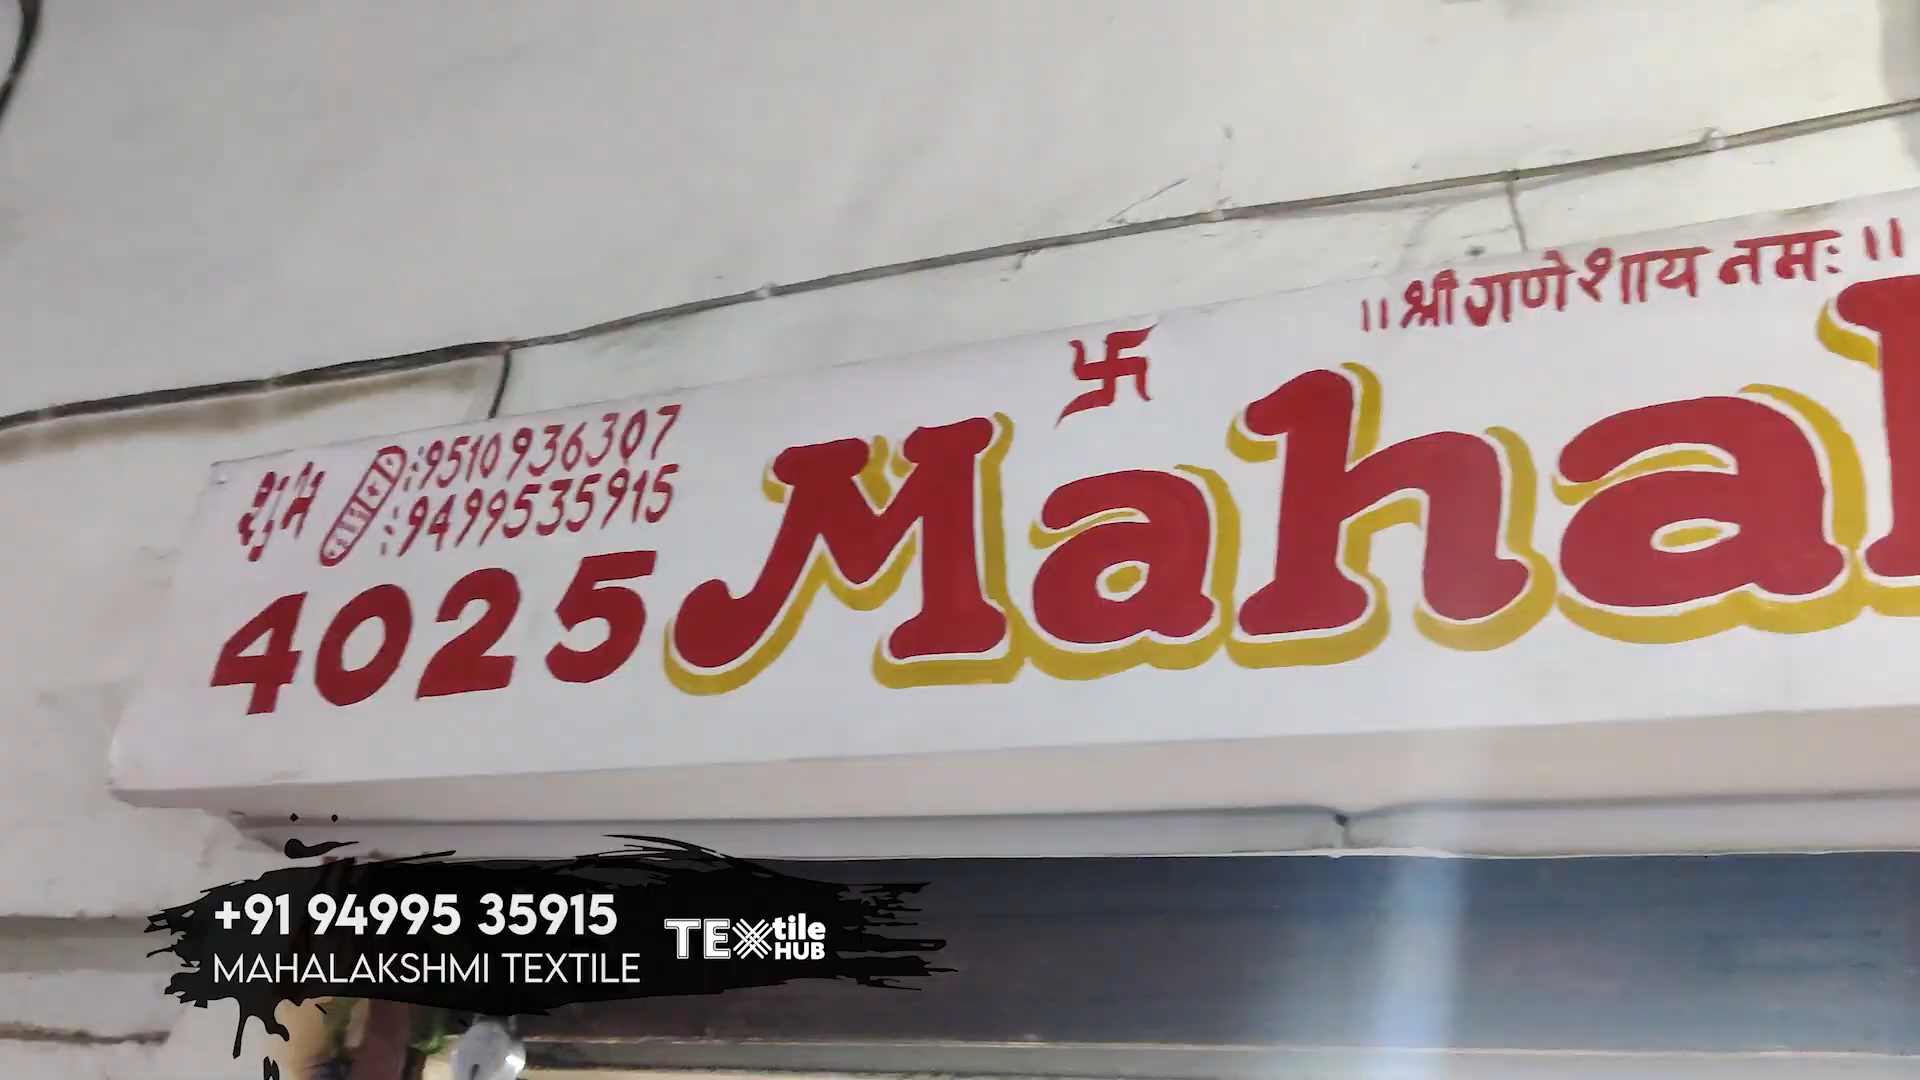 ॥ श्री गणेशाय नमः ॥
शुभ
:9510936307
:9499535915
4025 Mahal
+91 94995 35915
MAHALAKSHMI TEXTILE
TEXtile HUB